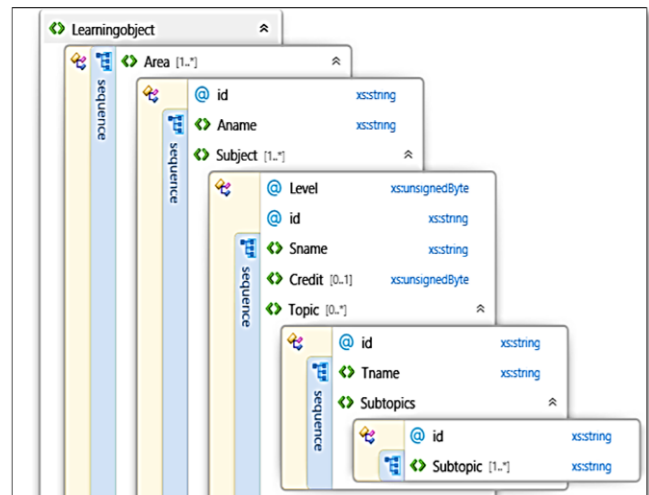 Learningobject
Area [1..*]
@ id xs:string
Aname xs:string
Subject [1..*]
@ Level xs:unsignedByte
@ id xs:string
Sname xs:string
Credit [0..1] xs:unsignedByte
Topic [0..*]
@ id xs:string
Tname xs:string
Subtopics
@ id xs:string
Subtopic [1..*] xs:string
sequence
sequence
sequence
sequence